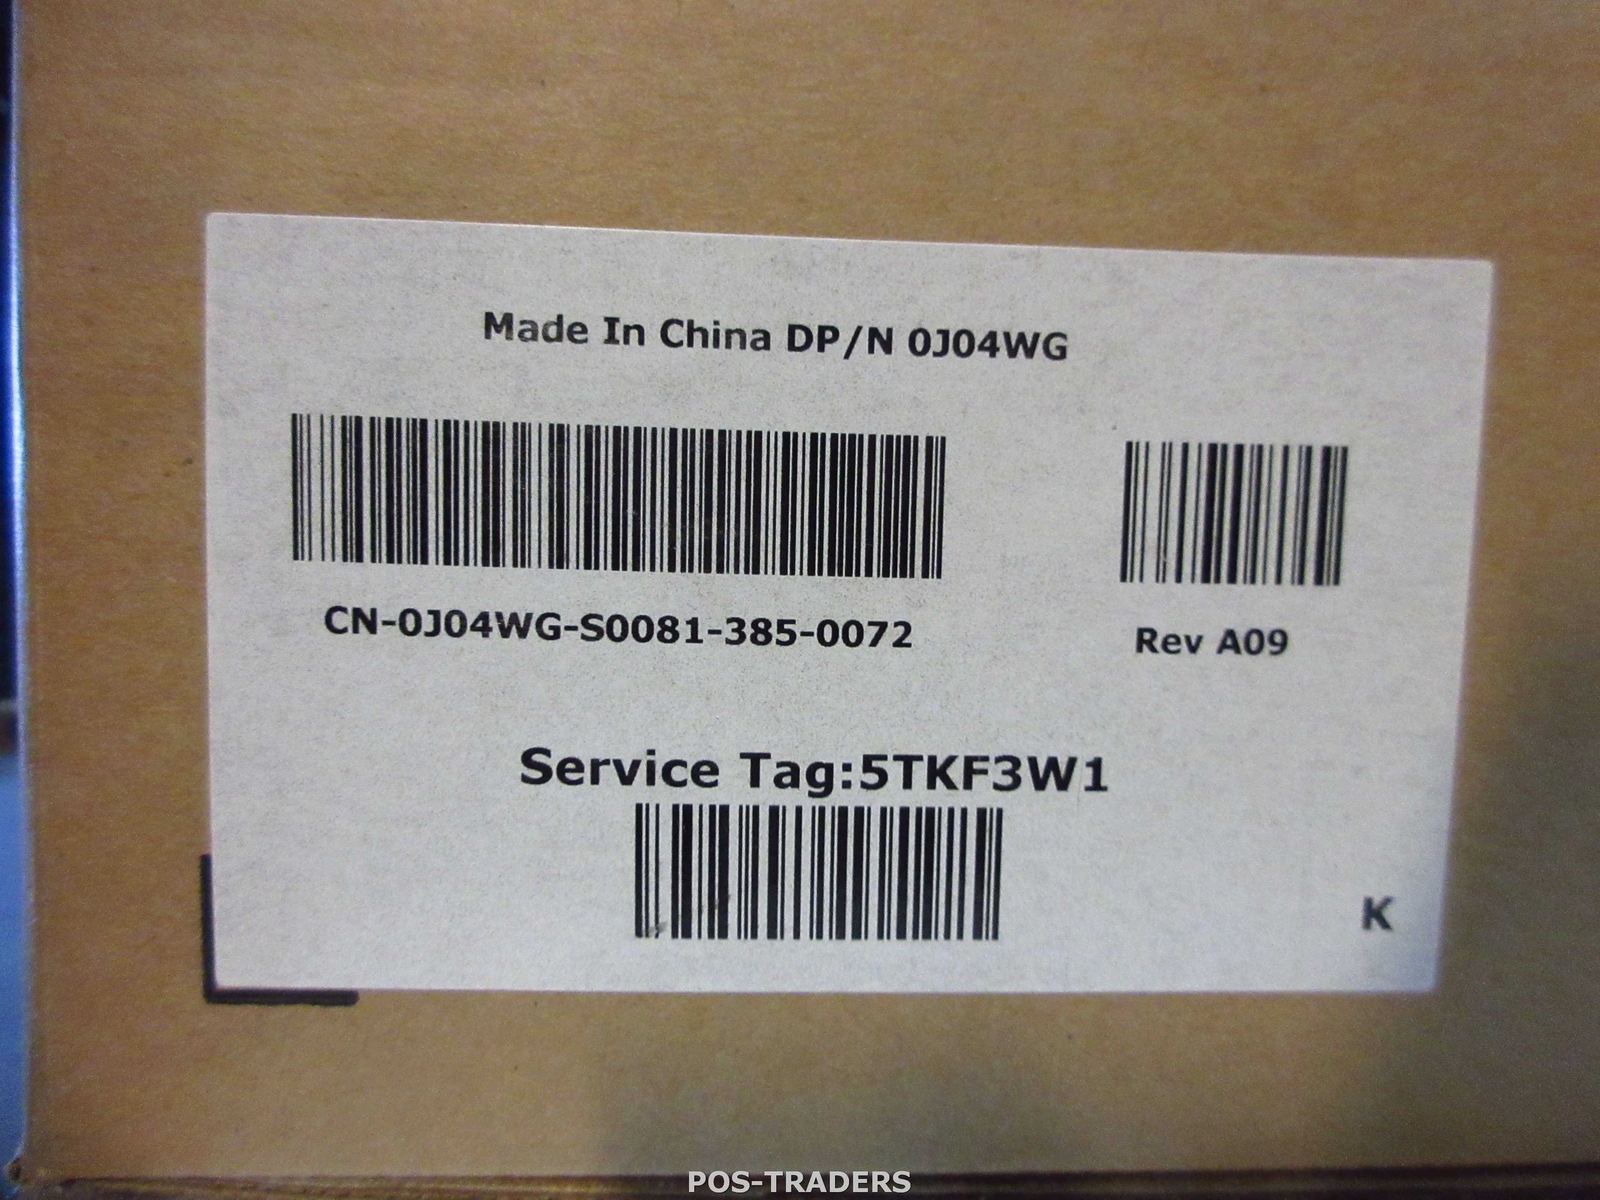 Made In China DP/N 0J04WG
CN-0J04WG-S0081-385-0072
Rev A09
Service Tag:5TKF3W1
K
POS-TRADERS